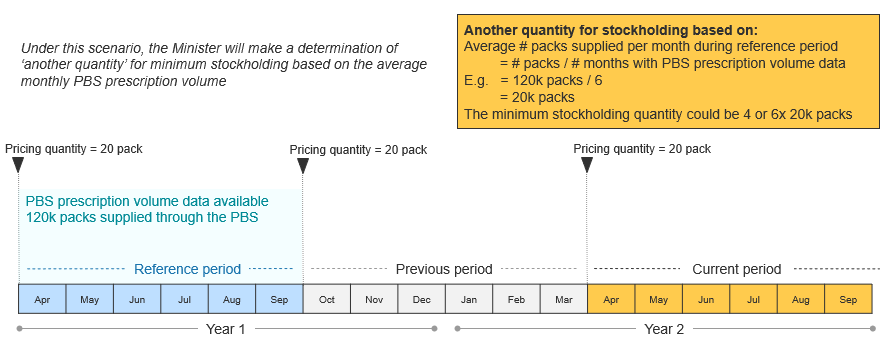 Under this scenario, the Minister will make a determination of
‘another quantity’ for minimum stockholding based on the average
monthly PBS prescription volume
Another quantity for stockholding based on:
Average # packs supplied per month during reference period
= # packs / # months with PBS prescription volume data
E.g. = 120k packs / 6
= 20k packs
The minimum stockholding quantity could be 4 or 6x 20k packs
Pricing quantity = 20 pack
Pricing quantity = 20 pack
Pricing quantity = 20 pack
PBS prescription volume data available
120k packs supplied through the PBS
Reference period
Previous period
Current period
Apr May Jun Jul Aug Sep Oct Nov Dec Jan Feb Mar Apr May Jun Jul Aug Sep
Year 1
Year 2